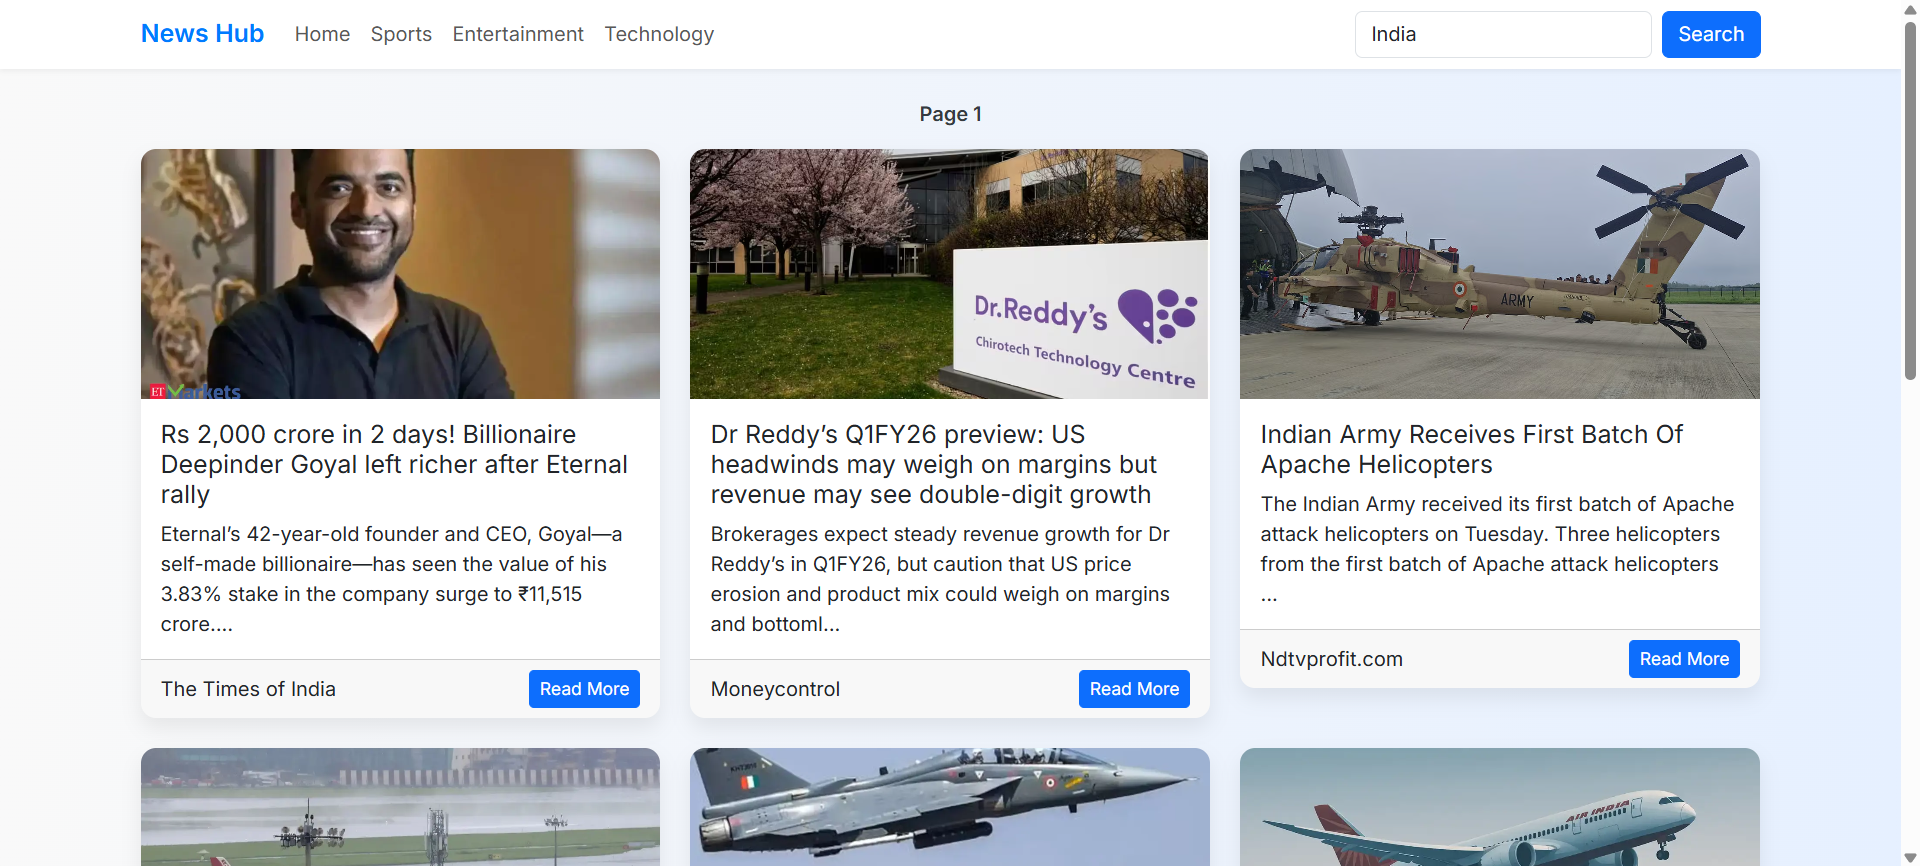 News Hub
Home
Sports
Entertainment
Technology
India
Search
Page 1
ET Markets
Rs 2,000 crore in 2 days! Billionaire
Deepinder Goyal left richer after Eternal
rally
Eternal’s 42-year-old founder and CEO, Goyal—a
self-made billionaire—has seen the value of his
3.83% stake in the company surge to ₹11,515
crore....
The Times of India
Read More
Dr.Reddy's
Chirotech Technology Centre
Dr Reddy’s Q1FY26 preview: US
headwinds may weigh on margins but
revenue may see double-digit growth
Brokerages expect steady revenue growth for Dr
Reddy’s in Q1FY26, but caution that US price
erosion and product mix could weigh on margins
and bottoml...
Moneycontrol
Read More
ARMY
Indian Army Receives First Batch Of
Apache Helicopters
The Indian Army received its first batch of Apache
attack helicopters on Tuesday. Three helicopters
from the first batch of Apache attack helicopters
...
Ndtvprofit.com
Read More
AIR INDIA